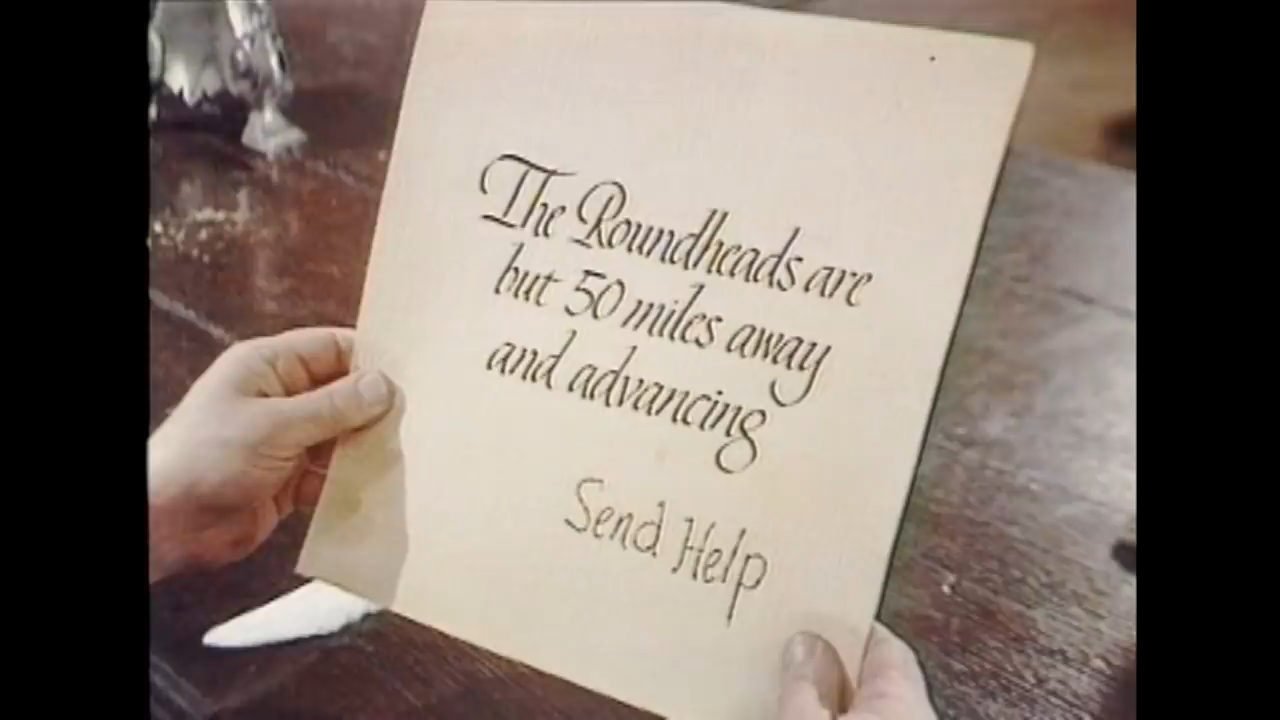 The Roundheads are
but 50 miles away
and advancing
Send Help